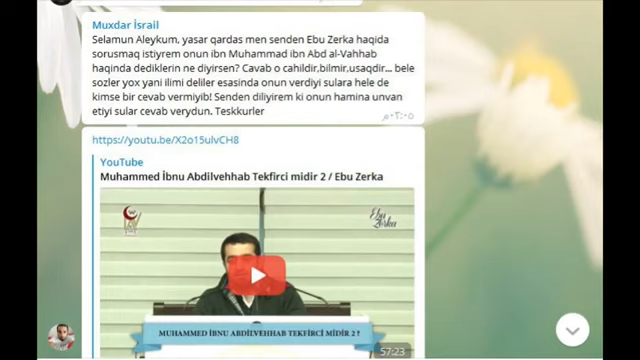 Muxdar İsrail
Selamun Aleykum, yasar qardas men senden Ebu Zerka haqida
sorusmaq istiyrem onun ibn Muhammad ibn Abd al-Vahhab
haqinda dediklerin ne diyirsen? Cavab o cahildir,bilmir,usaqdir... bele
sozler yox yani ilimi deliler esasinda onun verdiyi sulara hele de
kimse bir cevab vermiyib! Senden diliyirem ki onun hamina unvan
etiyi sular cevab verydun. Teskkurler
٠٢:٠٥ م
https://youtu.be/X2o15ulvCH8
YouTube
Muhammed İbnu Abdilvehhab Tekfirci midir 2 / Ebu Zerka
Ebu
Zerka
MUHAMMED İBNU ABDİLVEHHAB TEKFİRCİ MİDİR 2 ?
57:23